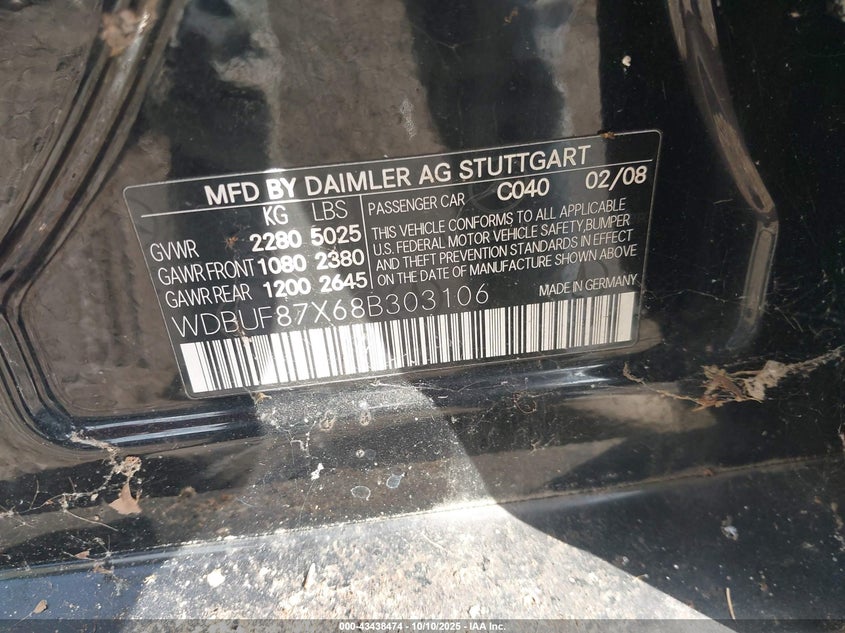 MFD BY DAIMLER AG STUTTGART
KG LBS
GVWR 2280 5025
GAWR FRONT 1080 2380
GAWR REAR 1200 2645
PASSENGER CAR C040 02/08
THIS VEHICLE CONFORMS TO ALL APPLICABLE
U.S. FEDERAL MOTOR VEHICLE SAFETY, BUMPER
AND THEFT PREVENTION STANDARDS IN EFFECT
ON THE DATE OF MANUFACTURE SHOWN ABOVE
MADE IN GERMANY
WDBUF87X68B303106
000-43438474 - 10/10/2025 - IAA Inc.